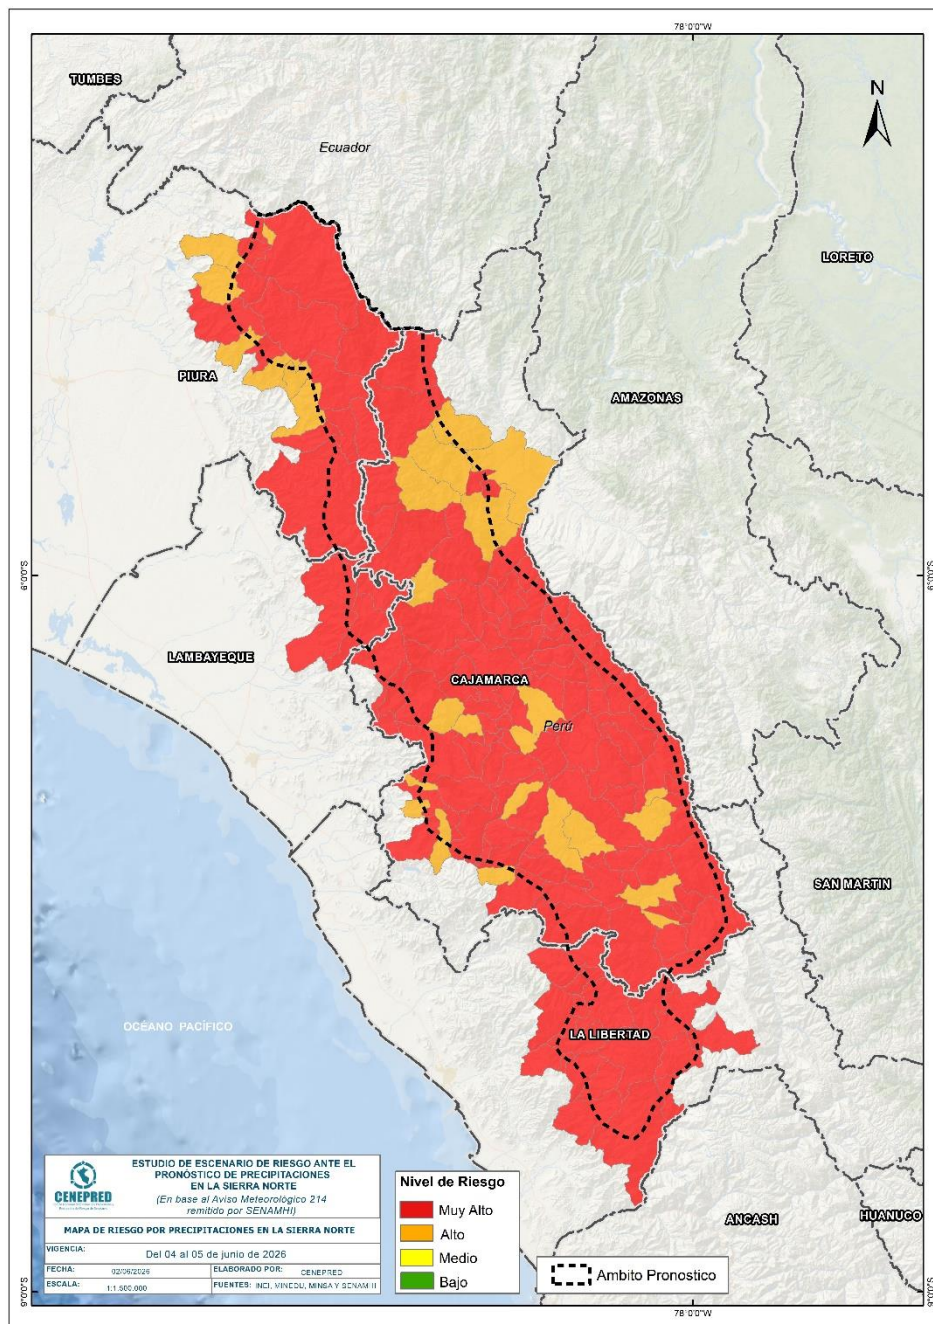 78°0'0"W
TUMBES
N
Ecuador
LORETO
PIURA
AMAZONAS
6°0'0"S
6°0'0"S
LAMBAYEQUE
CAJAMARCA
Perú
SAN MARTIN
OCÉANO PACÍFICO
LA LIBERTAD
ANCASH
HUANUCO
CENEPRED
ESTUDIO DE ESCENARIO DE RIESGO ANTE EL
PRONÓSTICO DE PRECIPITACIONES
EN LA SIERRA NORTE
(En base al Aviso Meteorológico 214
remitido por SENAMHI)
MAPA DE RIESGO POR PRECIPITACIONES EN LA SIERRA NORTE
VIGENCIA:
Del 04 al 05 de junio de 2026
FECHA:
02/06/2026
ELABORADO POR:
CENEPRED
ESCALA:
1:1.500.000
FUENTES:
MINSA Y
Nivel de Riesgo
Muy Alto
Alto
Medio
Bajo
Ambito Pronostico
9°0'0"S
9°0'0"S
78°0'0"W